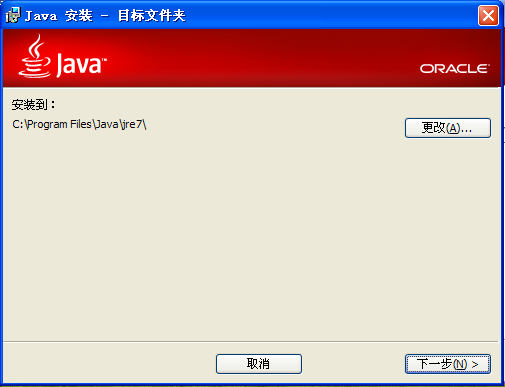 Java 安装 - 目标文件夹
Java™
ORACLE®
安装到：
C:\Program Files\Java\jre7\
更改(A)...
取消
下一步(N) >